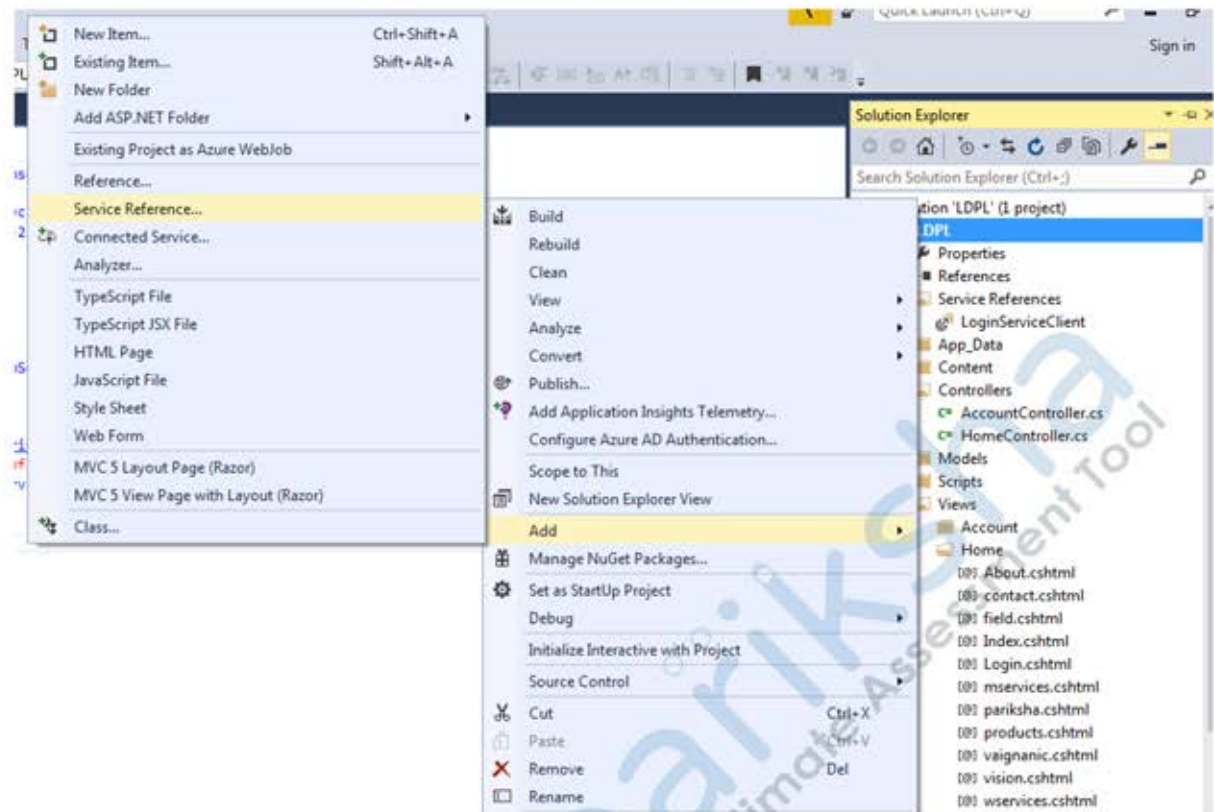 Quick Launch (Ctrl+Q)
Sign in
New Item... Ctrl+Shift+A
Existing Item... Shift+Alt+A
New Folder
Add ASP.NET Folder
Existing Project as Azure WebJob
Reference...
Service Reference...
Connected Service...
Analyzer...
TypeScript File
TypeScript JSX File
HTML Page
JavaScript File
Style Sheet
Web Form
MVC 5 Layout Page (Razor)
MVC 5 View Page with Layout (Razor)
Class...
Build
Rebuild
Clean
View
Analyze
Convert
Publish...
Add Application Insights Telemetry...
Configure Azure AD Authentication...
Scope to This
New Solution Explorer View
Add
Manage NuGet Packages...
Set as StartUp Project
Debug
Initialize Interactive with Project
Source Control
Cut Ctrl+X
Paste Ctrl+V
Remove Del
Rename
Solution Explorer
Search Solution Explorer (Ctrl+;)
ution 'LDPL' (1 project)
LDPL
Properties
References
Service References
LoginServiceClient
App_Data
Content
Controllers
C# AccountController.cs
C# HomeController.cs
Models
Scripts
Views
Account
Home
[@] About.cshtml
[@] contact.cshtml
[@] field.cshtml
[@] Index.cshtml
[@] Login.cshtml
[@] mservices.cshtml
[@] pariksha.cshtml
[@] products.cshtml
[@] vaignanic.cshtml
[@] vision.cshtml
[@] wservices.cshtml
ariksha
timate Assessment Tool